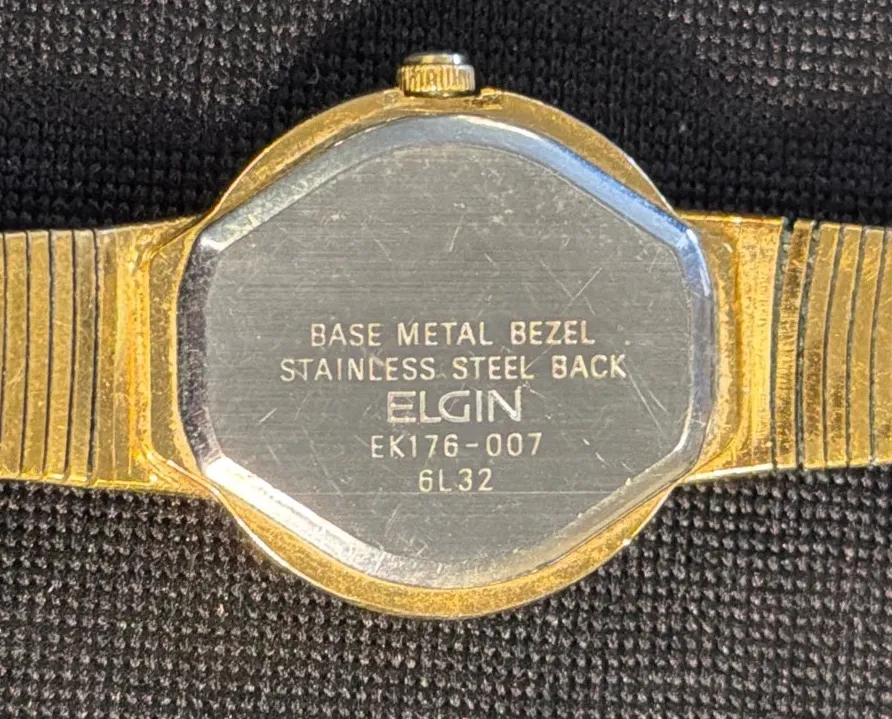 BASE METAL BEZEL
STAINLESS STEEL BACK
ELGIN
EK176-007
6L32